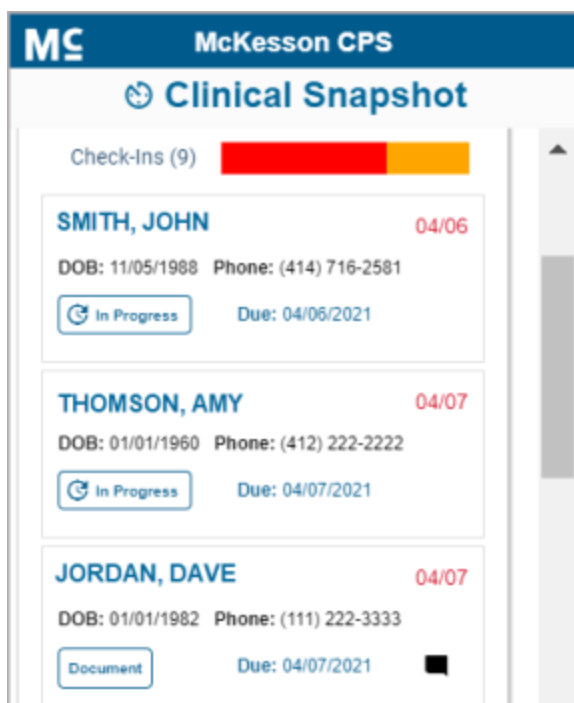 MC McKesson CPS
Clinical Snapshot
Check-Ins (9)
SMITH, JOHN 04/06
DOB: 11/05/1988 Phone: (414) 716-2581
In Progress Due: 04/06/2021
THOMSON, AMY 04/07
DOB: 01/01/1960 Phone: (412) 222-2222
In Progress Due: 04/07/2021
JORDAN, DAVE 04/07
DOB: 01/01/1982 Phone: (111) 222-3333
Document Due: 04/07/2021